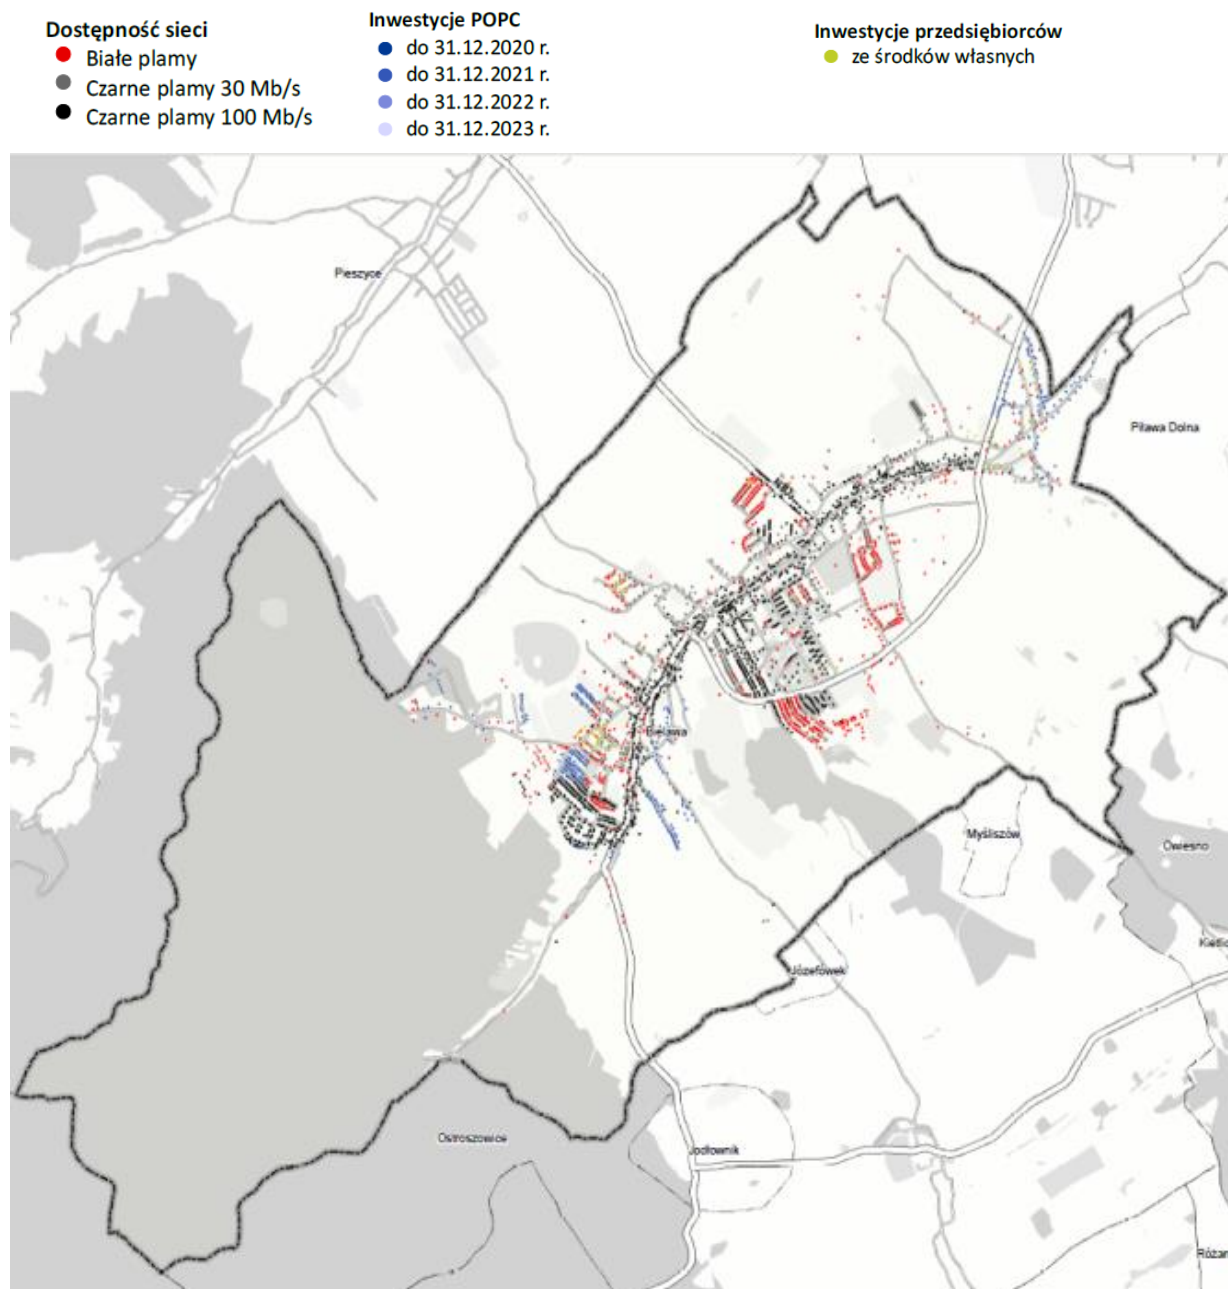 Dostępność sieci
Białe plamy
Czarne plamy 30 Mb/s
Czarne plamy 100 Mb/s
Inwestycje POPC
do 31.12.2020 r.
do 31.12.2021 r.
do 31.12.2022 r.
do 31.12.2023 r.
Inwestycje przedsiębiorców
ze środków własnych
Pieszyce
Piława Dolna
Bielawa
Myśliszów
Owiesno
Józefówek
Ostroszowice
Jodłownik